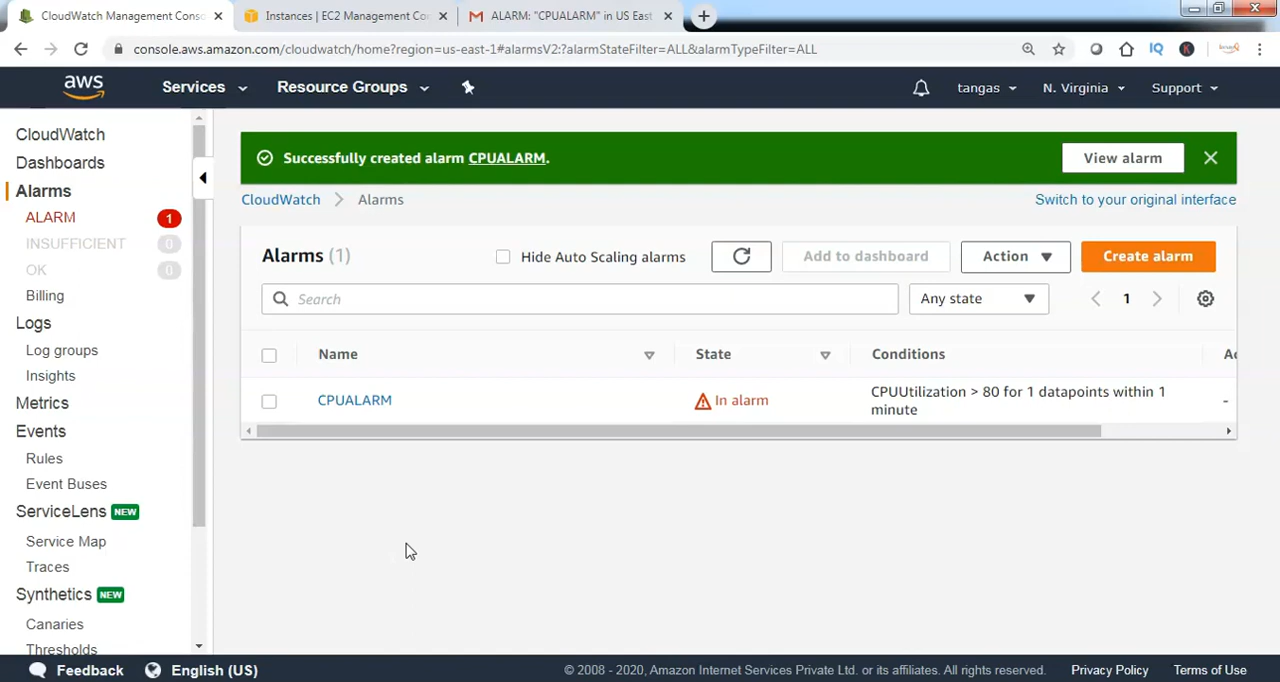 CloudWatch Management Conso
Instances | EC2 Management Co
ALARM: "CPUALARM" in US East
console.aws.amazon.com/cloudwatch/home?region=us-east-1#alarmsV2:?alarmStateFilter=ALL&alarmTypeFilter=ALL
IQ
K
aws
Services
Resource Groups
tangas
N. Virginia
Support
CloudWatch
Dashboards
Alarms
ALARM 1
INSUFFICIENT 0
OK 0
Billing
Logs
Log groups
Insights
Metrics
Events
Rules
Event Buses
ServiceLens NEW
Service Map
Traces
Synthetics NEW
Canaries
Thresholds
Successfully created alarm CPUALARM.
View alarm
CloudWatch
Alarms
Switch to your original interface
Alarms (1)
Hide Auto Scaling alarms
Add to dashboard
Action
Create alarm
Search
Any state
1
Name
State
Conditions
Ac
CPUALARM
In alarm
CPUUtilization > 80 for 1 datapoints within 1
minute
-
Feedback
English (US)
© 2008 - 2020, Amazon Internet Services Private Ltd. or its affiliates. All rights reserved.
Privacy Policy
Terms of Use